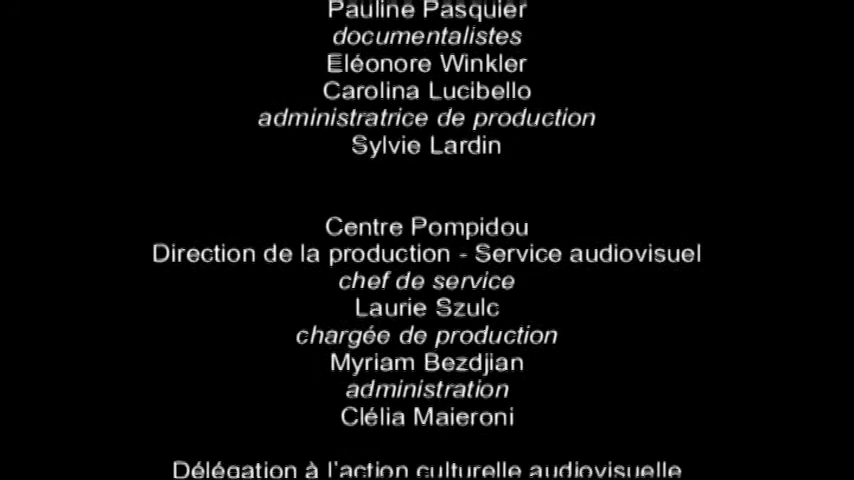 Pauline Pasquier
documentalistes
Eléonore Winkler
Carolina Lucibello
administratrice de production
Sylvie Lardin
Centre Pompidou
Direction de la production - Service audiovisuel
chef de service
Laurie Szulc
chargée de production
Myriam Bezdjian
administration
Clélia Maieroni
Délégation à l'action culturelle audiovisuelle